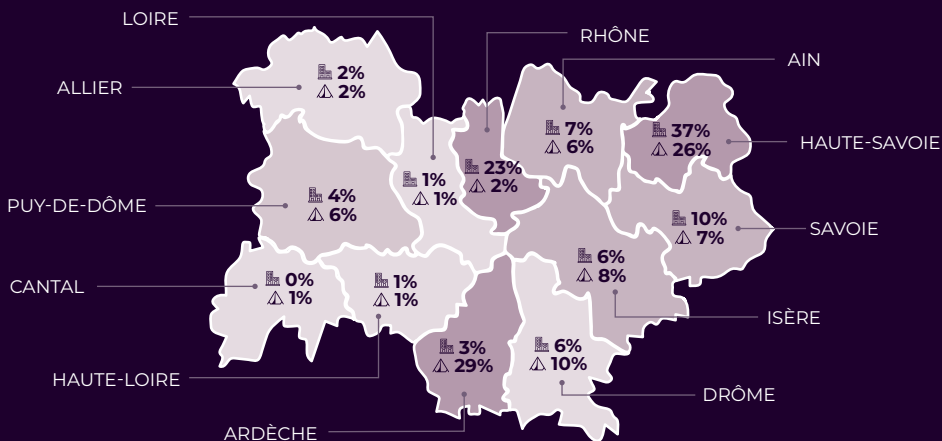 LOIRE
RHÔNE
AIN
ALLIER
2%
2%
7%
6%
37%
26%
HAUTE-SAVOIE
23%
2%
1%
1%
4%
6%
PUY-DE-DÔME
10%
7%
SAVOIE
6%
8%
CANTAL
0%
1%
1%
1%
ISÈRE
3%
29%
6%
10%
HAUTE-LOIRE
DRÔME
ARDÈCHE